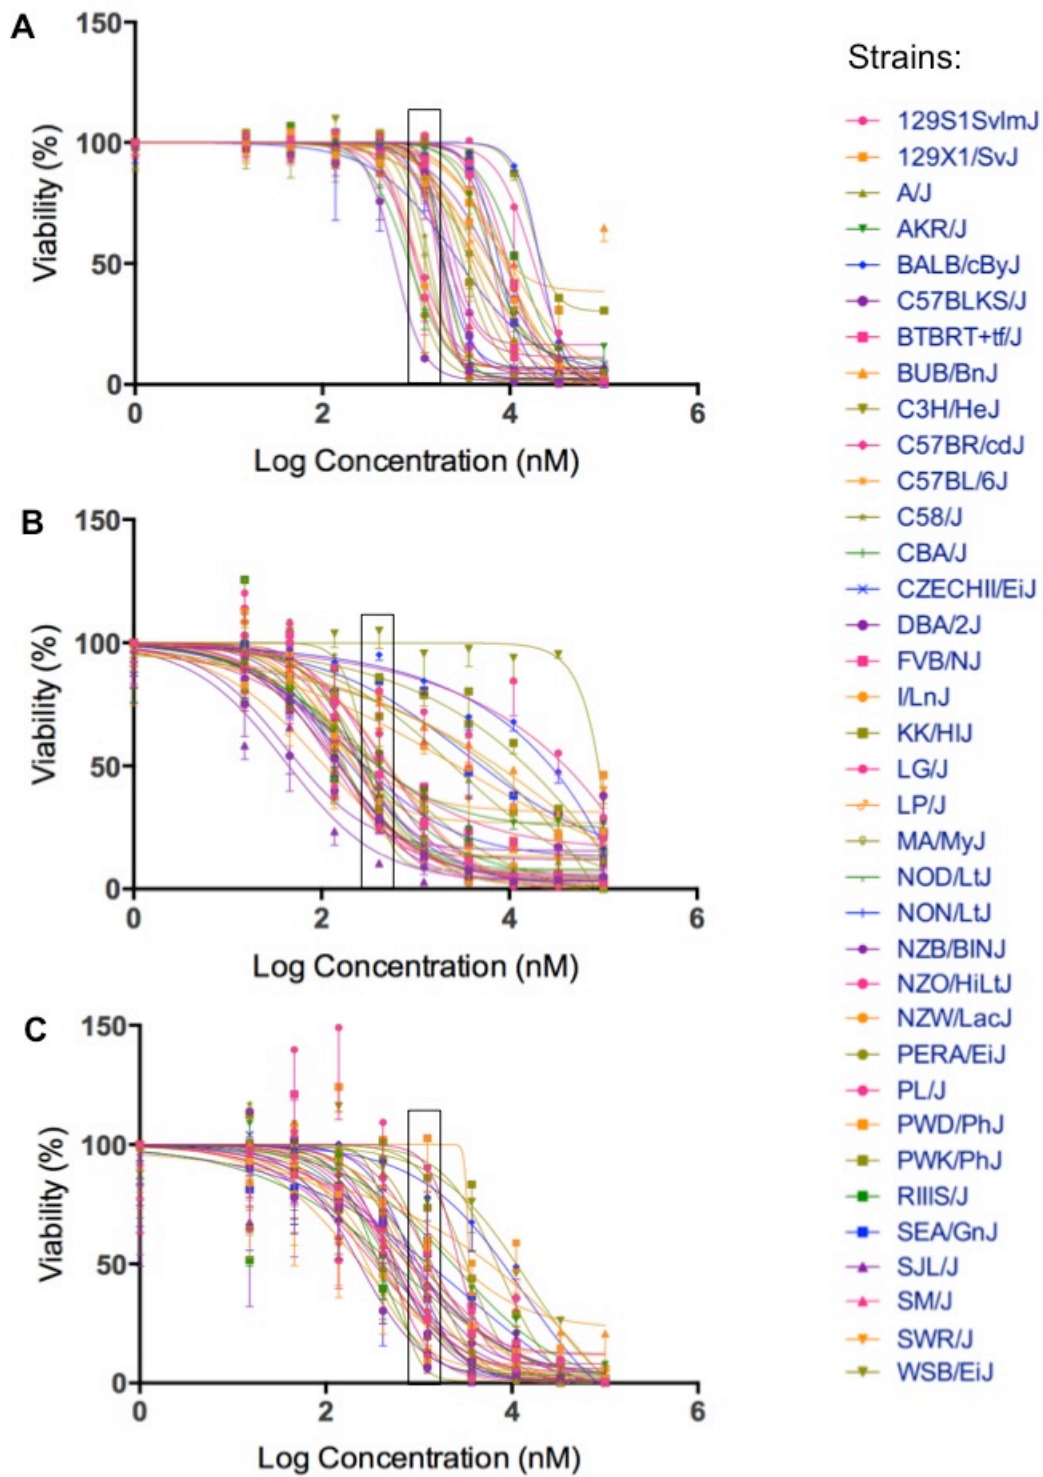 A
150
100
50
0
0
2
4
6
Viability (%)
Log Concentration (nM)
B
150
100
50
0
0
2
4
6
Viability (%)
Log Concentration (nM)
C
150
100
50
0
0
2
4
6
Viability (%)
Log Concentration (nM)
Strains:
129S1SvlmJ
129X1/SvJ
A/J
AKR/J
BALB/cByJ
C57BLKS/J
BTBRT+tf/J
BUB/BnJ
C3H/HeJ
C57BR/cdJ
C57BL/6J
C58/J
CBA/J
CZECHII/EiJ
DBA/2J
FVB/NJ
I/LnJ
KK/HIJ
LG/J
LP/J
MA/MyJ
NOD/LtJ
NON/LtJ
NZB/BINJ
NZO/HiLtJ
NZW/LacJ
PERA/EiJ
PL/J
PWD/PhJ
PWK/PhJ
RIIIS/J
SEA/GnJ
SJL/J
SM/J
SWR/J
WSB/EiJ